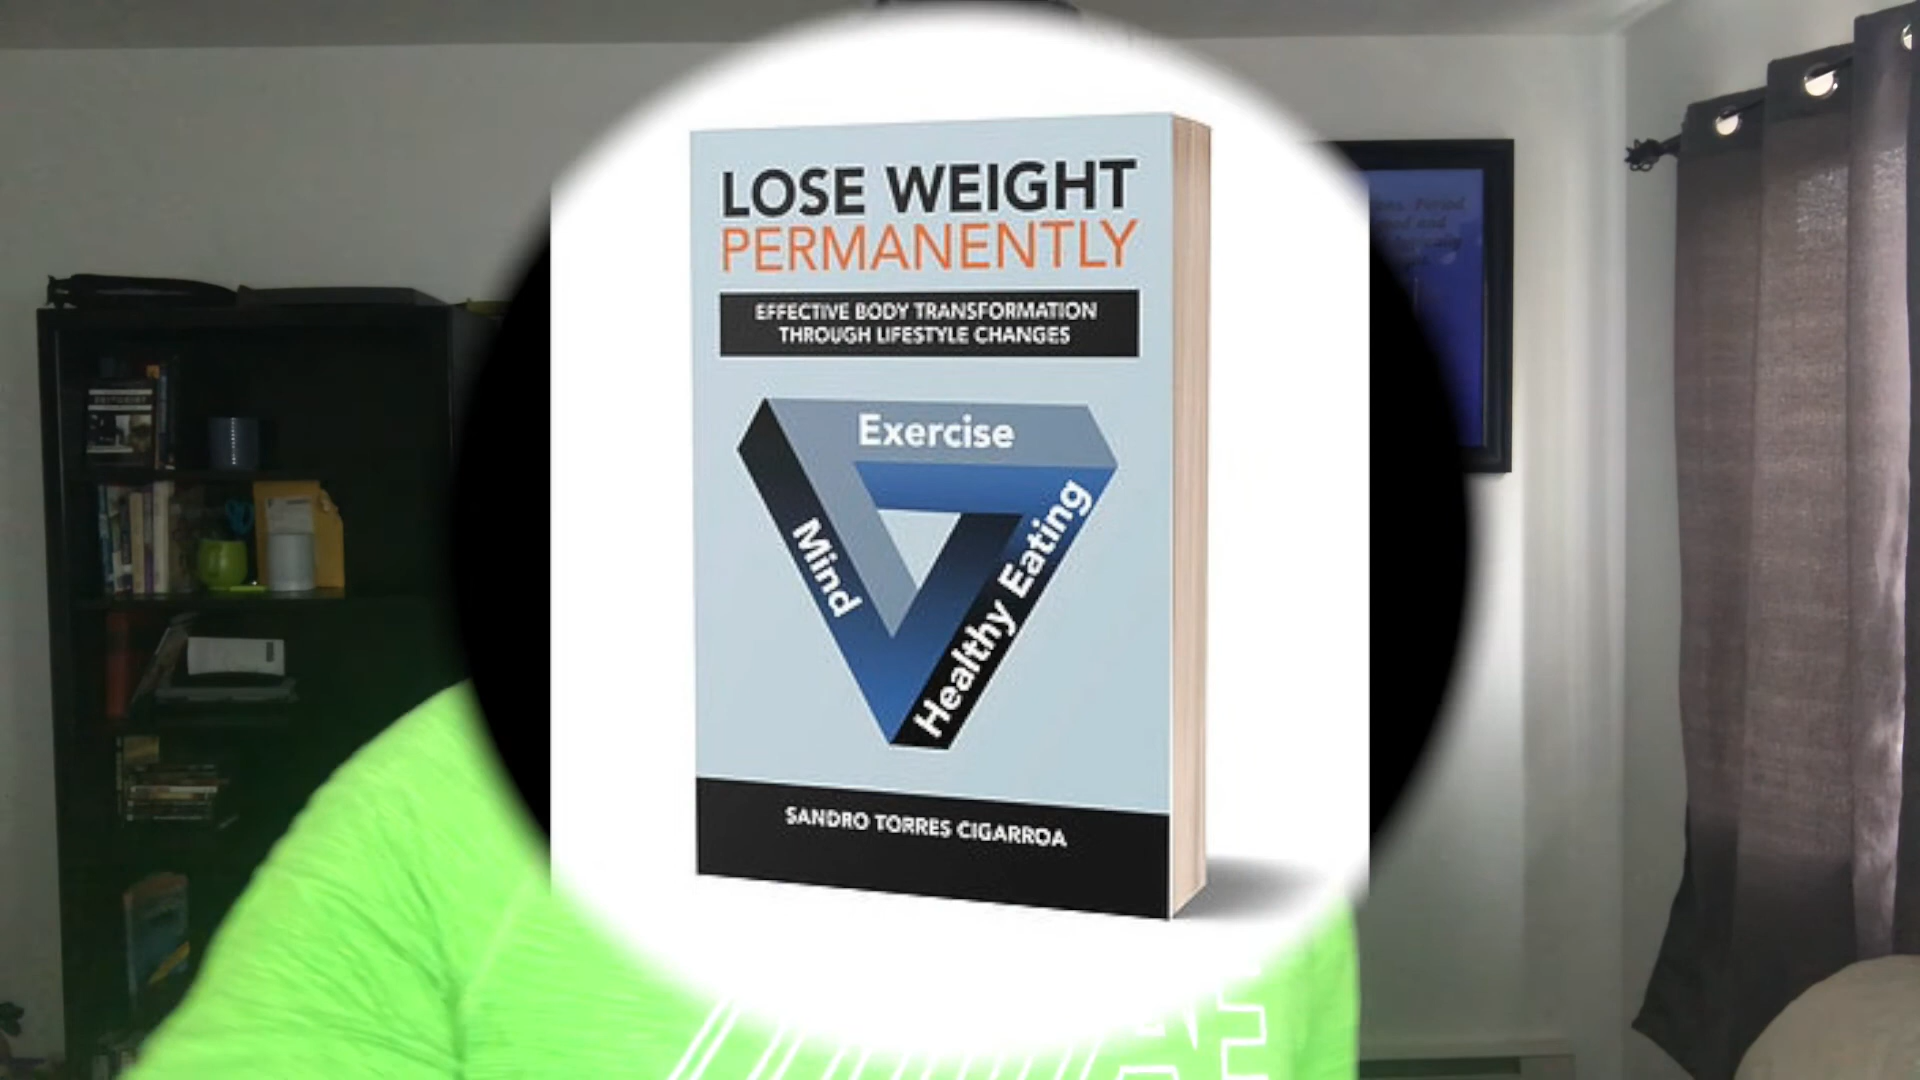 LOSE WEIGHT
PERMANENTLY
EFFECTIVE BODY TRANSFORMATION
THROUGH LIFESTYLE CHANGES
Exercise
Mind
Healthy Eating
SANDRO TORRES CIGARROA